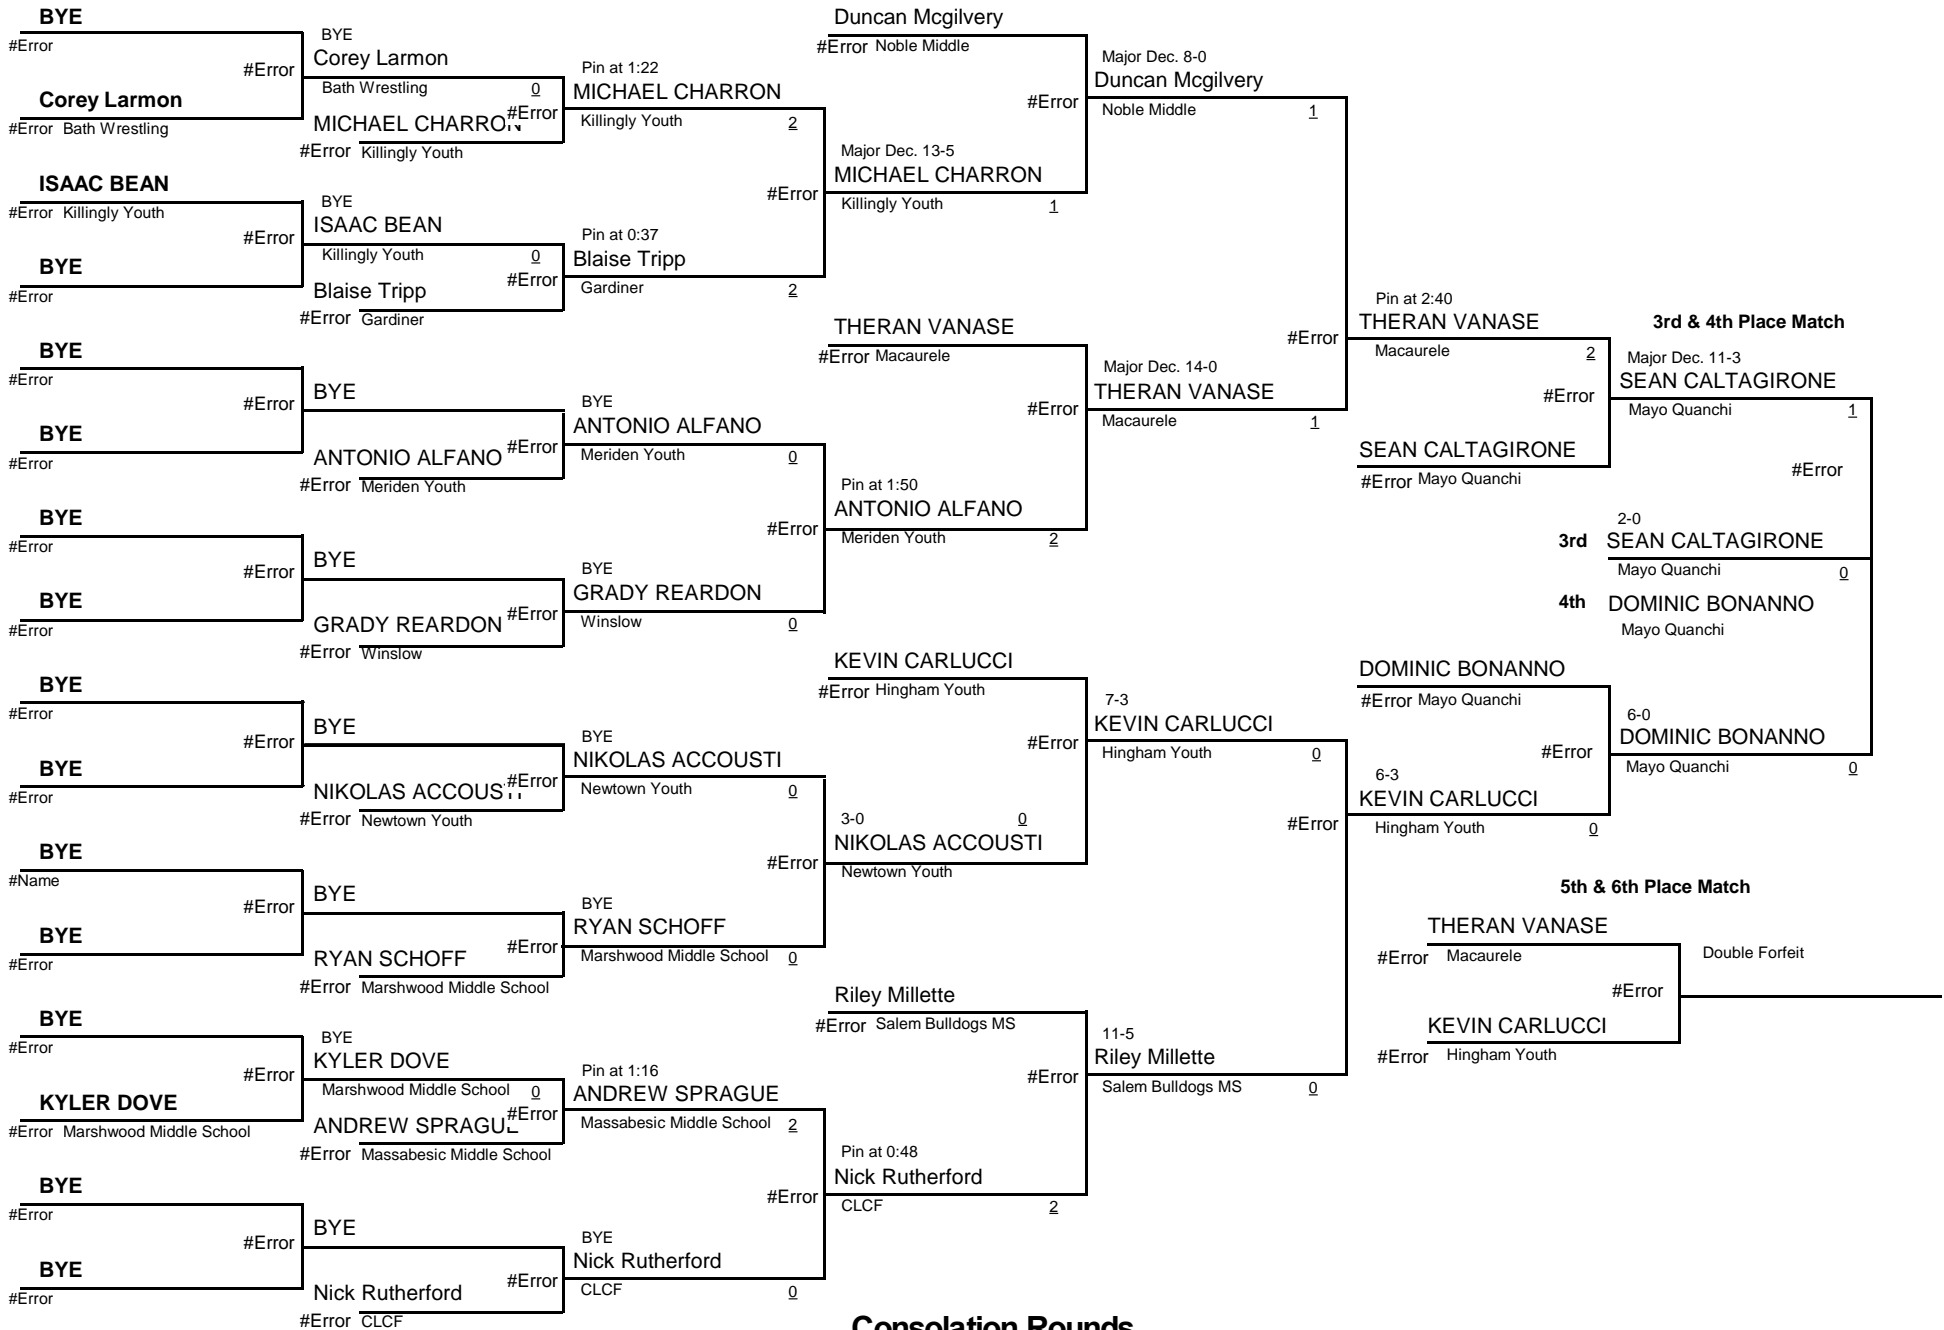 BYE
#Error
#Error
Corey Larmon
#Error Bath Wrestling
ISAAC BEAN
#Error Killingly Youth
#Error
BYE
#Error
BYE
#Error
#Error
BYE
#Error
BYE
#Error
#Error
BYE
#Error
BYE
#Error
#Error
BYE
#Error
BYE
#Name
#Error
BYE
#Error
BYE
#Error
#Error
KYLER DOVE
#Error Marshwood Middle School
BYE
#Error
#Error
BYE
#Error
BYE
Corey Larmon
Bath Wrestling 0
#Error
MICHAEL CHARRON
#Error Killingly Youth
BYE
ISAAC BEAN
Killingly Youth 0
#Error
Blaise Tripp
#Error Gardiner
BYE
#Error
ANTONIO ALFANO
#Error Meriden Youth
BYE
#Error
GRADY REARDON
#Error Winslow
BYE
#Error
NIKOLAS ACCOUSTI
#Error Newtown Youth
BYE
#Error
RYAN SCHOFF
#Error Marshwood Middle School
BYE
KYLER DOVE
Marshwood Middle School 0
#Error
ANDREW SPRAGUE
#Error Massabesic Middle School
BYE
#Error
Nick Rutherford
#Error CLCF
Pin at 1:22
MICHAEL CHARRON
Killingly Youth 2
#Error
Pin at 0:37
Blaise Tripp
Gardiner 2
BYE
ANTONIO ALFANO
Meriden Youth 0
#Error
BYE
GRADY REARDON
Winslow 0
BYE
NIKOLAS ACCOUSTI
Newtown Youth 0
#Error
BYE
RYAN SCHOFF
Marshwood Middle School 0
Pin at 1:16
ANDREW SPRAGUE
Massabesic Middle School 2
#Error
BYE
Nick Rutherford
CLCF 0
Duncan Mcgilvery
#Error Noble Middle
#Error
Major Dec. 13-5
MICHAEL CHARRON
Killingly Youth 1
THERAN VANASE
#Error Macaurele
#Error
Pin at 1:50
ANTONIO ALFANO
Meriden Youth 2
KEVIN CARLUCCI
#Error Hingham Youth
#Error
3-0 0
NIKOLAS ACCOUSTI
Newtown Youth
Riley Millette
#Error Salem Bulldogs MS
#Error
Pin at 0:48
Nick Rutherford
CLCF 2
Major Dec. 8-0
Duncan Mcgilvery
Noble Middle 1
#Error
Major Dec. 14-0
THERAN VANASE
Macaurele 1
7-3
KEVIN CARLUCCI
Hingham Youth 0
#Error
11-5
Riley Millette
Salem Bulldogs MS 0
Pin at 2:40
THERAN VANASE
Macaurele 2
#Error
SEAN CALTAGIRONE
#Error Mayo Quanchi
DOMINIC BONANNO
#Error Mayo Quanchi
#Error
6-3
KEVIN CARLUCCI
Hingham Youth 0
3rd & 4th Place Match
Major Dec. 11-3
SEAN CALTAGIRONE
Mayo Quanchi 1
#Error
2-0
3rd SEAN CALTAGIRONE
Mayo Quanchi 0
4th DOMINIC BONANNO
Mayo Quanchi
6-0
DOMINIC BONANNO
Mayo Quanchi 0
5th & 6th Place Match
THERAN VANASE
#Error Macaurele
Double Forfeit
#Error
KEVIN CARLUCCI
#Error Hingham Youth
Consolation Rounds